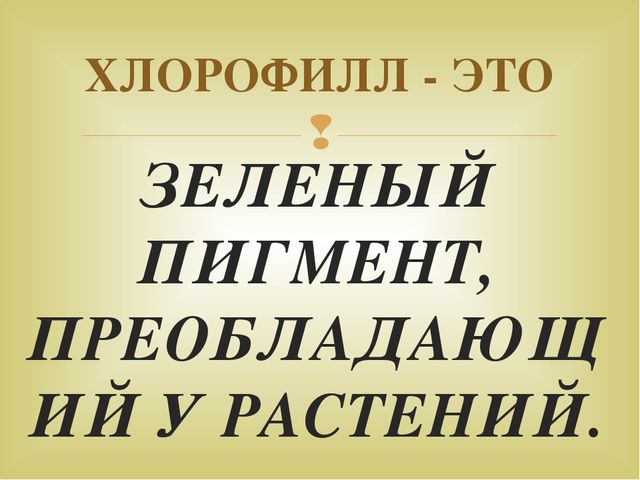 ХЛОРОФИЛЛ - ЭТО
ЗЕЛЕНЫЙ
ПИГМЕНТ,
ПРЕОБЛАДАЮЩ
ИЙ У РАСТЕНИЙ.